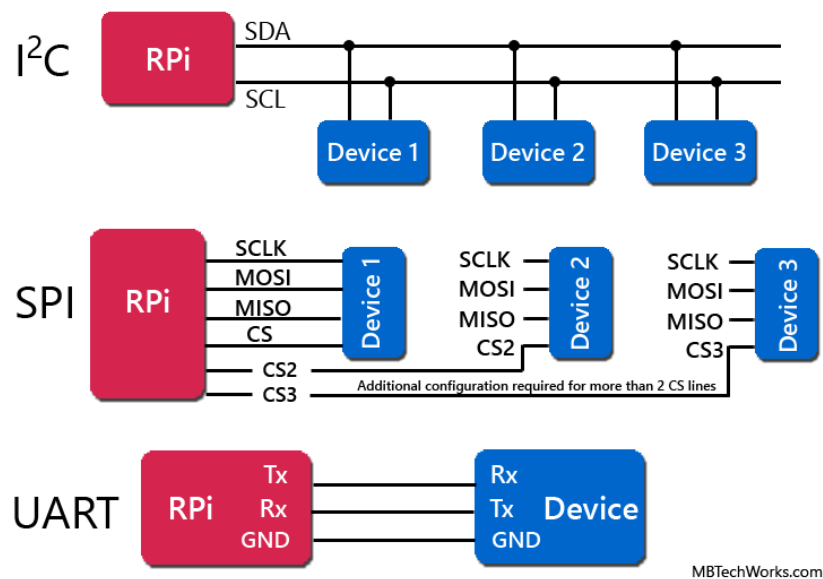 I²C
RPi
SDA
SCL
Device 1
Device 2
Device 3
SPI
RPi
SCLK
MOSI
MISO
CS
CS2
CS3
Device 1
SCLK
MOSI
MISO
CS2
Device 2
SCLK
MOSI
MISO
CS3
Device 3
Additional configuration required for more than 2 CS lines
UART
RPi
Tx
Rx
GND
Rx
Tx
GND
Device
MBTechWorks.com